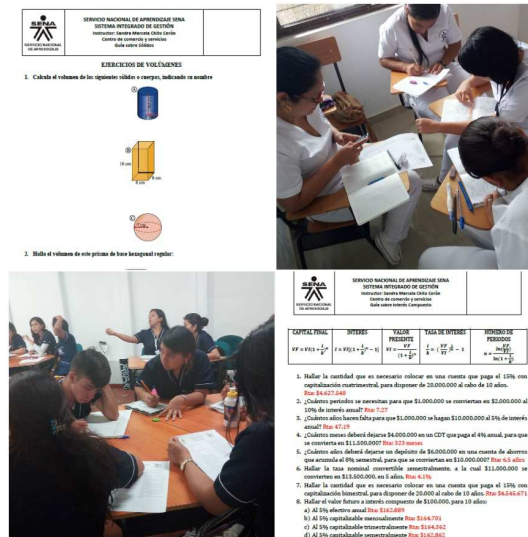 SENA
SERVICIO NACIONAL
DE APRENDIZAJE
SERVICIO NACIONAL DE APRENDIZAJE SENA
SISTEMA INTEGRADO DE GESTIÓN
Instructor: Sandra Marcela Chito Cerón
Centro de comercio y servicios
Guía sobre Sólidos
EJERCICIOS DE VOLÚMENES
1. Calcula el volumen de los siguientes sólidos o cuerpos, indicando su nombre
A
B
10 cm
8 cm
C
2. Halla el volumen de este prisma de base hexagonal regular:
SENA
SERVICIO NACIONAL
DE APRENDIZAJE
SERVICIO NACIONAL DE APRENDIZAJE SENA
SISTEMA INTEGRADO DE GESTIÓN
Instructor: Sandra Marcela Chito Cerón
Centro de comercio y servicios
Guía sobre Interés Compuesto
CAPITAL FINAL INTERÉS VALOR PRESENTE TASA DE INTERÉS NÚMERO DE PERIODOS
1. Hallar la cantidad que es necesario colocar en una cuenta que paga el 15% con
capitalización cuatrimestral, para disponer de 20.000.000 al cabo de 10 años.
Rta: $4.627.540
2. ¿Cuántos periodos se necesitan para que $1.000.000 se conviertan en $2.000.000 al
10% de interés anual? Rta: 7.27
3. ¿Cuántos años hacen falta para que $1.000.000 se hagan $10.000.000 al 5% de interés
anual? Rta: 47.19
4. ¿Cuántos meses deberá dejarse $4.000.000 en un CDT que paga el 4% anual, para que
se convierta en $11.500.000? Rta: 323 meses
5. ¿Cuántos años deberá dejarse un depósito de $6.000.000 en una cuenta de ahorros
que acumula el 8% semestral, para que se conviertan en $10.000.000? Rta: 6.5 años
6. Hallar la tasa nominal convertible semestralmente, a la cual $11.000.000 se
convierten en $13.500.000, en 5 años. Rta: 4.1%
7. Hallar la cantidad que es necesario colocar en una cuenta que paga el 15% con
capitalización bimestral, para disponer de 20.000 al cabo de 10 años. Rta: $4.545.671
8. Hallar el valor futuro a interés compuesto de $100.000, para 10 años:
a) Al 5% efectivo anual Rta: $162.889
b) Al 5% capitalizable mensualmente Rta: $164.701
c) Al 5% capitalizable trimestralmente Rta: $164.362
d) Al 5% capitalizable semestralmente Rta: $163.862